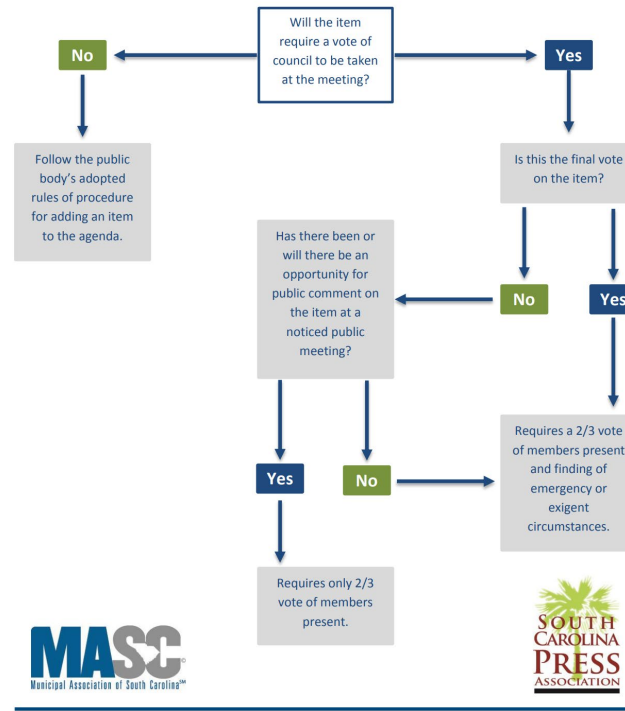 Will the item
require a vote of
council to be taken
at the meeting?
No
Yes
Follow the public
body's adopted
rules of procedure
for adding an item
to the agenda.
Is this the final vote
on the item?
Has there been or
will there be an
opportunity for
public comment on
the item at a
noticed public
meeting?
No
Yes
Requires a 2/3 vote
of members present
and finding of
emergency or
exigent
circumstances.
Yes
No
Requires only 2/3
vote of members
present.
MASC©
Municipal Association of South Carolina℠
SOUTH
CAROLINA
PRESS
ASSOCIATION